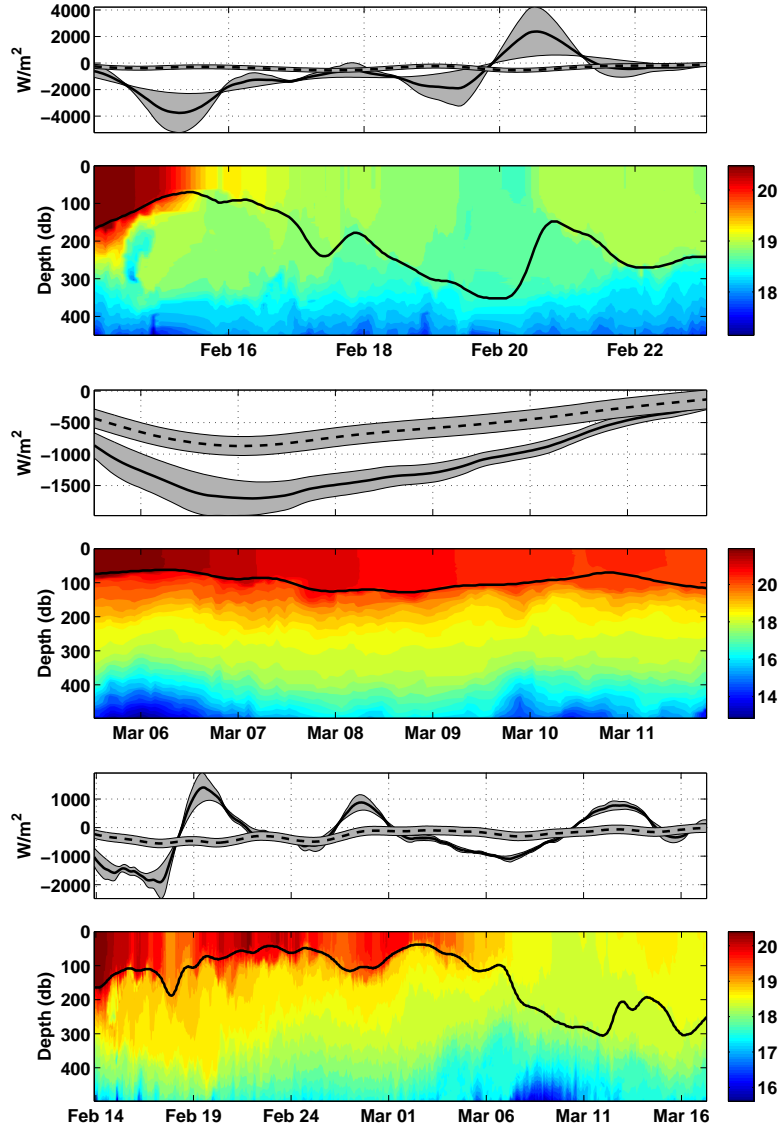 4000
2000
0
−2000
−4000
W/m2
0
100
200
300
400
Depth (db)
Feb 16
Feb 18
Feb 20
Feb 22
20
19
18
0
−500
−1000
−1500
W/m2
0
100
200
300
400
Depth (db)
Mar 06
Mar 07
Mar 08
Mar 09
Mar 10
Mar 11
20
18
16
14
1000
0
−1000
−2000
W/m2
0
100
200
300
400
Depth (db)
Feb 14
Feb 19
Feb 24
Mar 01
Mar 06
Mar 11
Mar 16
20
19
18
17
16